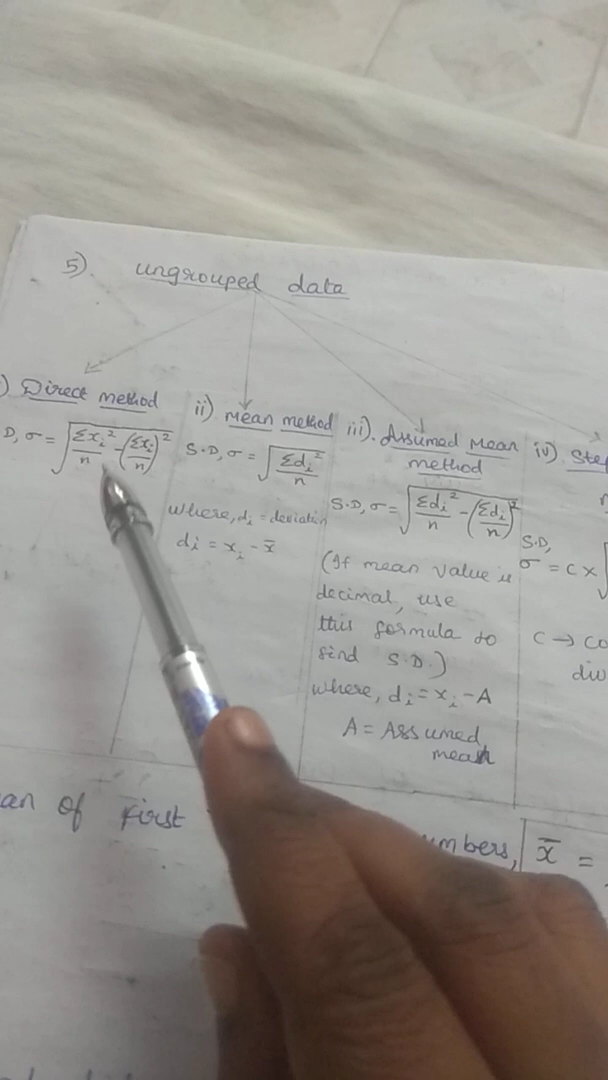 5). ungrouped data
) Direct method
D, σ = √(Σxᵢ²/n - (Σxᵢ/n)²)
ii) Mean method
S.D, σ = √(Σdᵢ²/n)
where, dᵢ = deviation
dᵢ = xᵢ - x̄
iii). Assumed Mean
method
S.D, σ = √(Σdᵢ²/n - (Σdᵢ/n)²)
(If mean value is
decimal, use
this formula to
find S.D.)
where, dᵢ = xᵢ - A
A = Assumed
mean
iv) Step
S.D,
σ = C × √
C → co
div
an of first
umbers, x̄ =